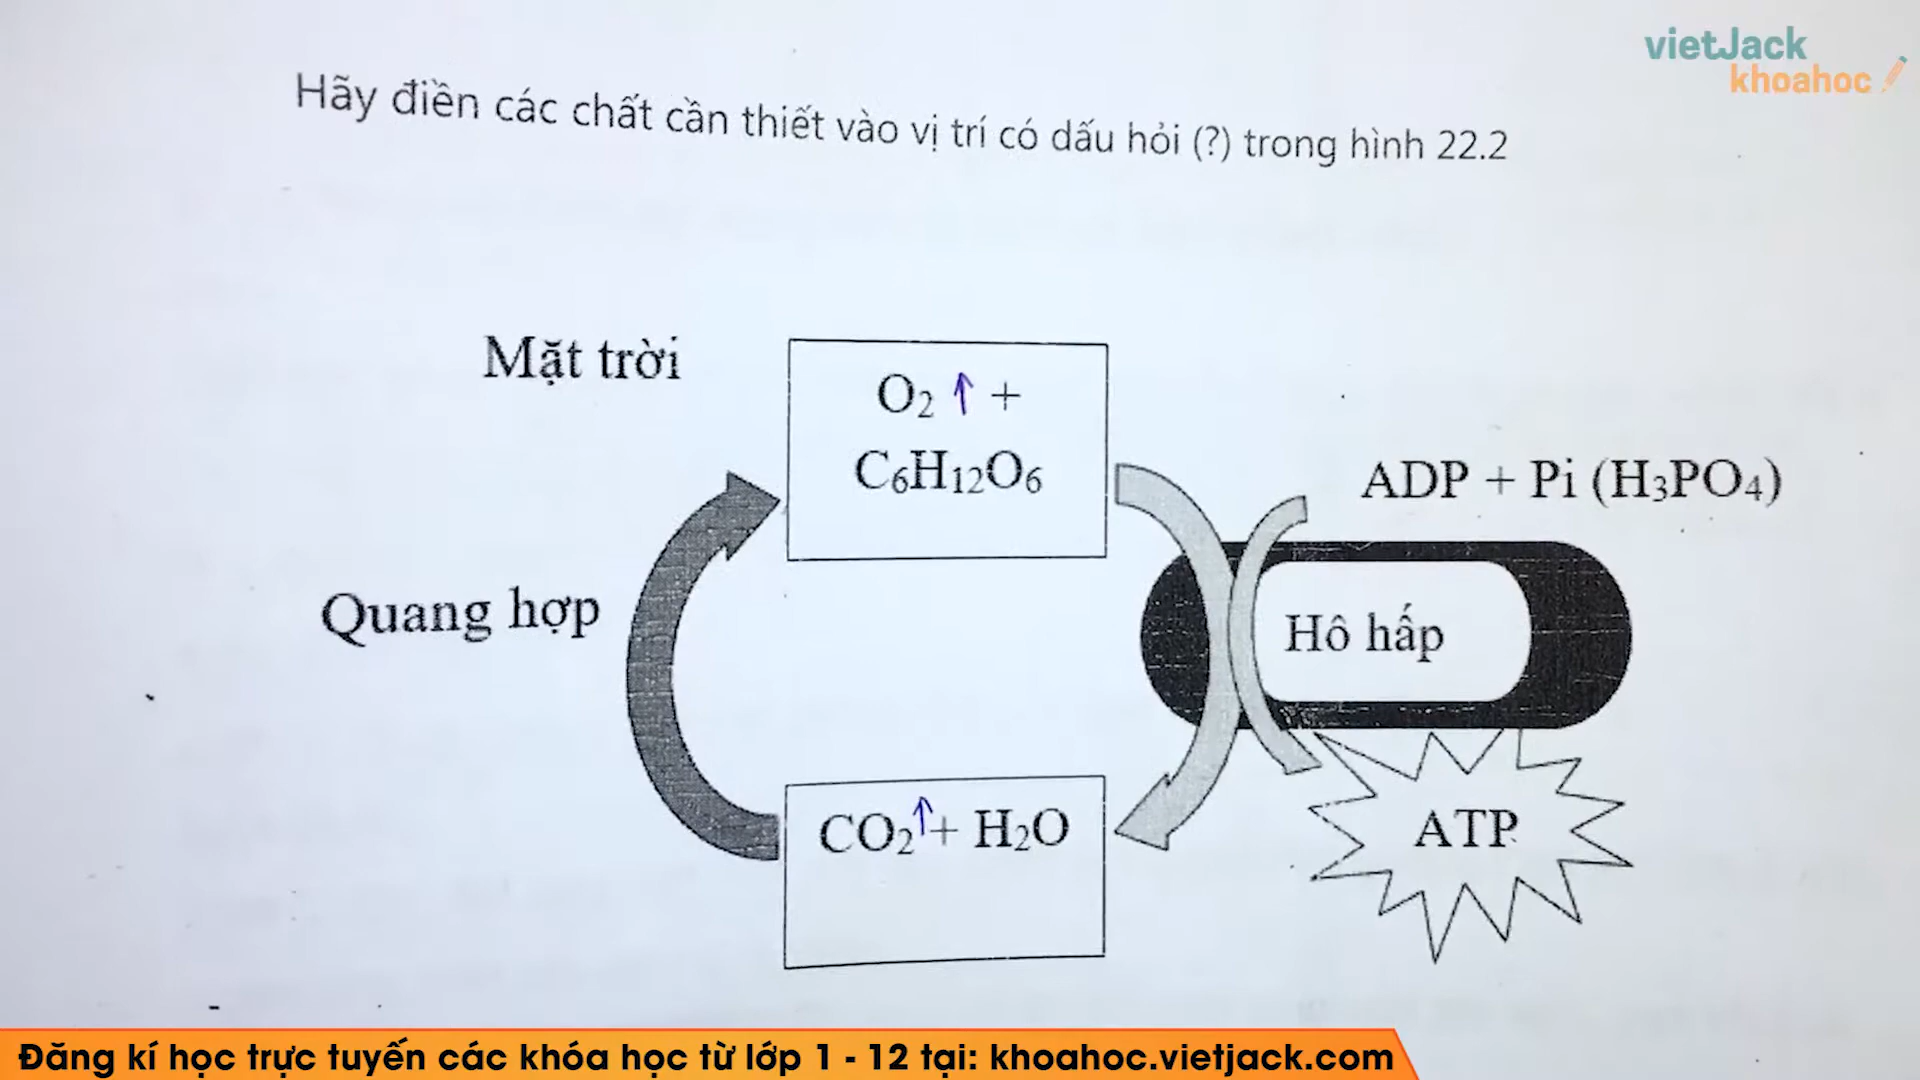 vietJack
khoahoc
Hãy điền các chất cần thiết vào vị trí có dấu hỏi (?) trong hình 22.2
Mặt trời
O₂ ↑ +
C₆H₁₂O₆
ADP + Pi (H₃PO₄)
Quang hợp
Hô hấp
CO₂↑+ H₂O
ATP
Đăng kí học trực tuyến các khóa học từ lớp 1 - 12 tại: khoahoc.vietjack.com